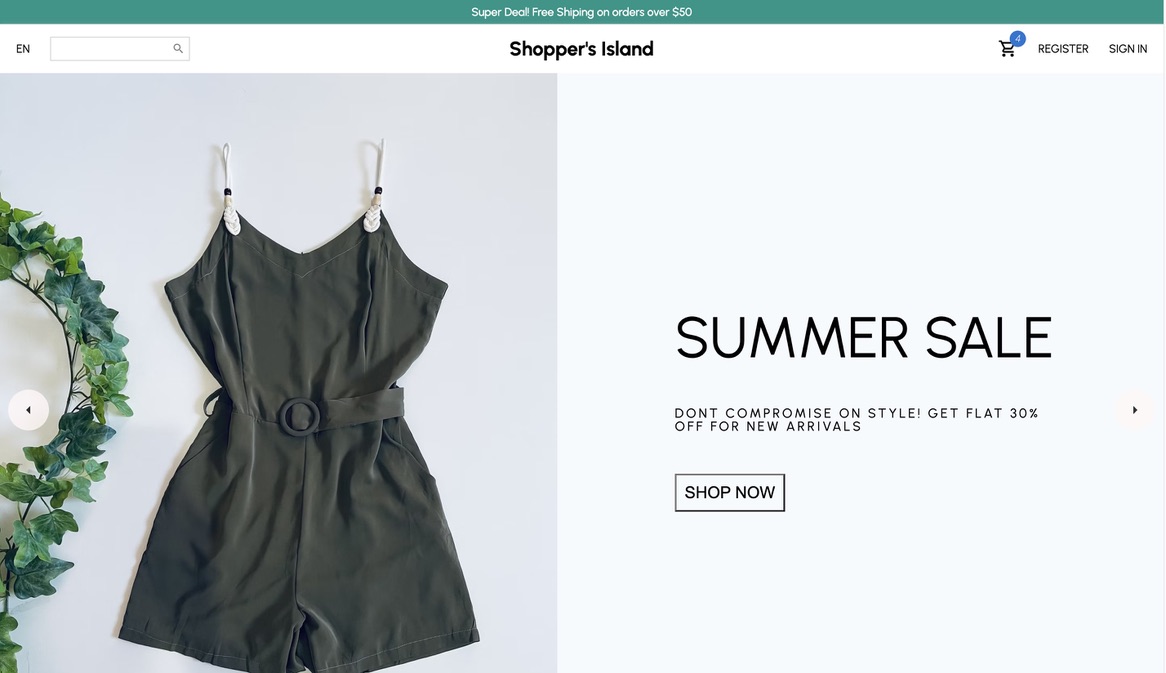 Super Deal! Free Shiping on orders over $50
EN
Shopper's Island
4
REGISTER
SIGN IN
SUMMER SALE
DONT COMPROMISE ON STYLE! GET FLAT 30%
OFF FOR NEW ARRIVALS
SHOP NOW